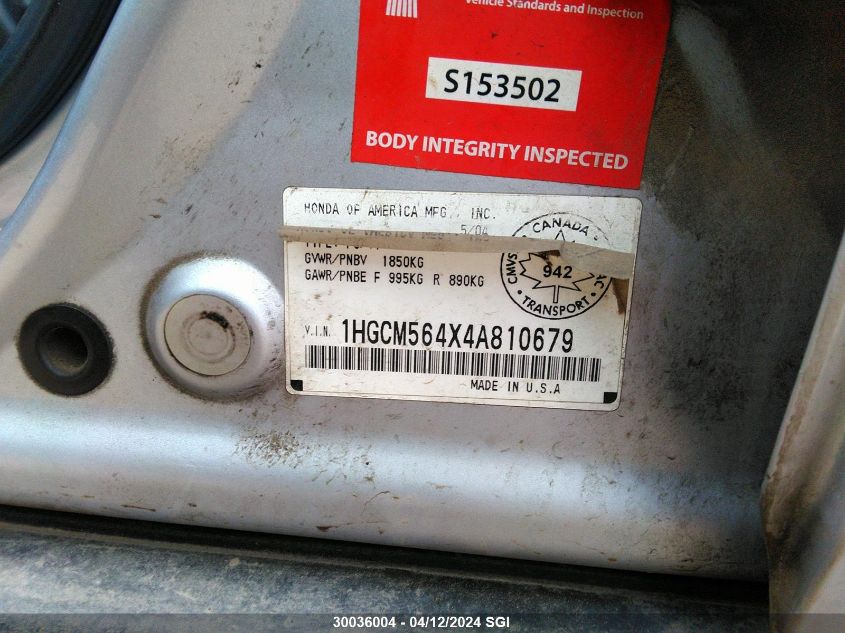 Vehicle Standards and Inspection
S153502
BODY INTEGRITY INSPECTED
HONDA OF AMERICA MFG., INC.
5/04
GVWR/PNBV 1850KG
GAWR/PNBE F 995KG R 890KG
CANADA
CMVS
942
TRANSPORT
V.I.N. 1HGCM564X4A810679
MADE IN U.S.A
30036004 - 04/12/2024 SGI